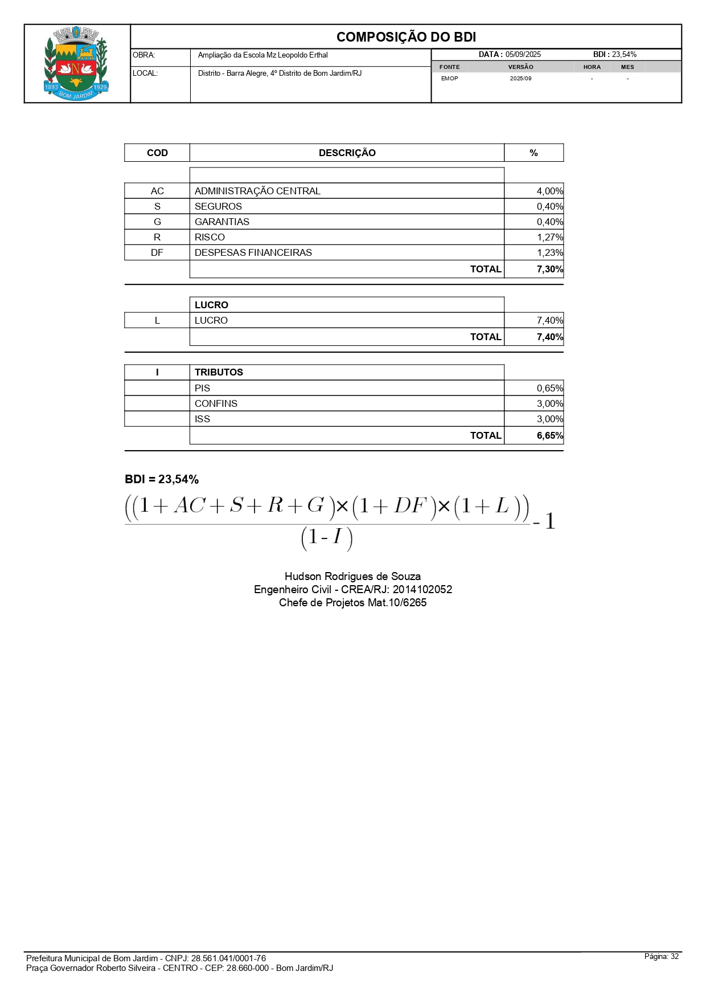 COMPOSIÇÃO DO BDI
OBRA: Ampliação da Escola Mz Leopoldo Erthal
DATA : 05/09/2025 BDI : 23,54%
FONTE VERSÃO HORA MES
LOCAL: Distrito - Barra Alegre, 4º Distrito de Bom Jardim/RJ
EMOP 2025/09 - -
N
1893 1929
BOM JARDIM
COD DESCRIÇÃO %
AC ADMINISTRAÇÃO CENTRAL 4,00%
S SEGUROS 0,40%
G GARANTIAS 0,40%
R RISCO 1,27%
DF DESPESAS FINANCEIRAS 1,23%
TOTAL 7,30%
LUCRO
L LUCRO 7,40%
TOTAL 7,40%
I TRIBUTOS
PIS 0,65%
CONFINS 3,00%
ISS 3,00%
TOTAL 6,65%
BDI = 23,54%
((1 + AC + S + R + G )×(1 + DF )×(1 + L ))
- 1
(1 - I )
Hudson Rodrigues de Souza
Engenheiro Civil - CREA/RJ: 2014102052
Chefe de Projetos Mat.10/6265
Prefeitura Municipal de Bom Jardim - CNPJ: 28.561.041/0001-76
Página: 32
Praça Governador Roberto Silveira - CENTRO - CEP: 28.660-000 - Bom Jardim/RJ